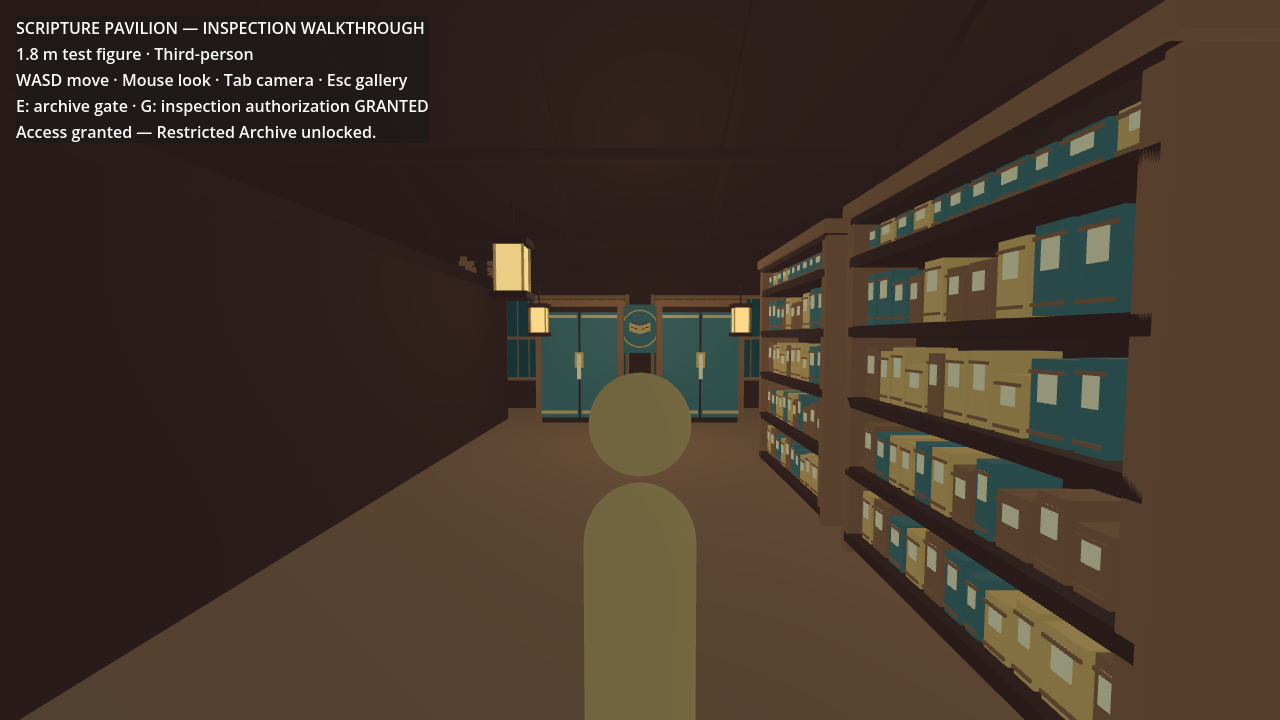 SCRIPTURE PAVILION — INSPECTION WALKTHROUGH
1.8 m test figure · Third-person
WASD move · Mouse look · Tab camera · Esc gallery
E: archive gate · G: inspection authorization GRANTED
Access granted — Restricted Archive unlocked.